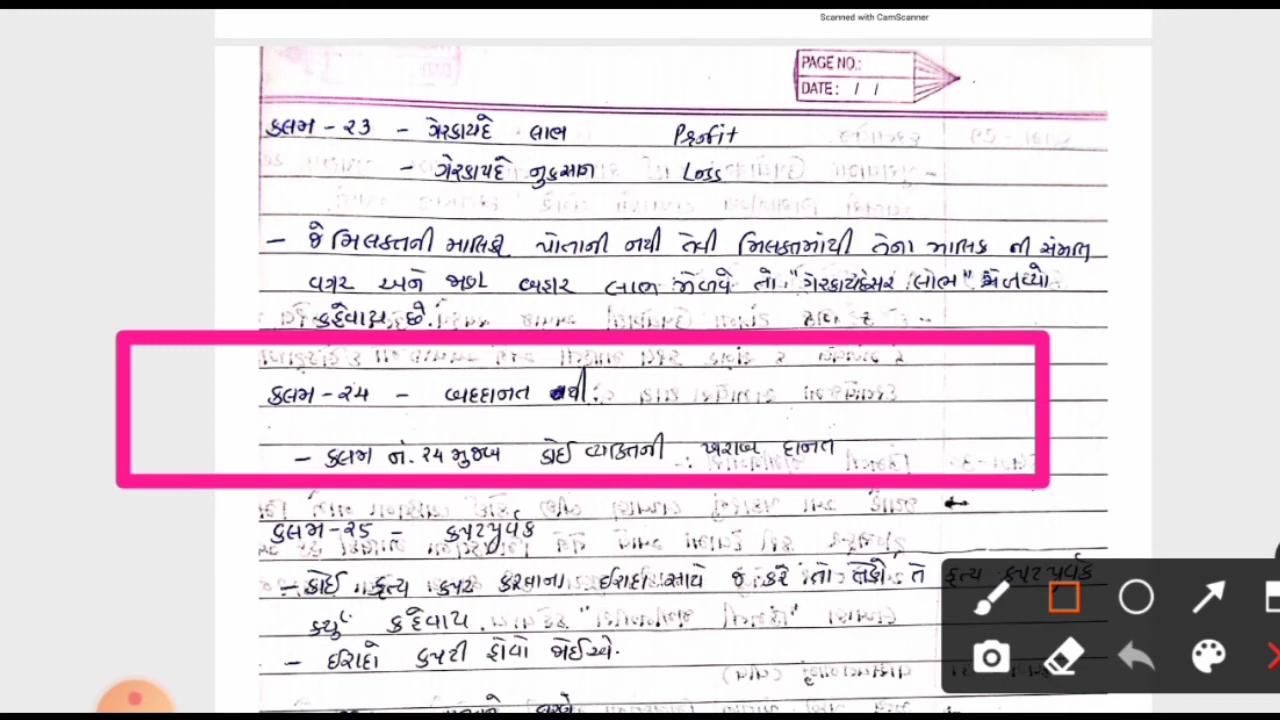 Scanned with CamScanner
PAGE NO.:
DATE: / /
કલમ - ૨૩ - ગેરકાયદે લાભ Profit
- ગેરકાયદે નુકસાન Loss
- જે મિલકતની માલિકી પોતાની નથી તેવી મિલકતમાંથી તેના માલિક ની સંમતિ
વગર અને જાણ બહાર લાભ મેળવે તો "ગેરકાયદેસર લાભ" મેળવ્યો
કહેવાય છે.
કલમ - ૨૪ - બદદાનત થી :
- કલમ નં. ૨૪ મુજબ કોઈ વ્યકિતની ખરાબ દાનત
કલમ - ૨૫ - કપટપુર્વક
- કોઈ કૃત્ય કપટ કરવાના ઈરાદા સાથે જ કરે તો તેણે તે કૃત્ય કપટપુર્વક
કર્યું કહેવાય.
- ઈરાદો કપટી હોવો જોઈએ.